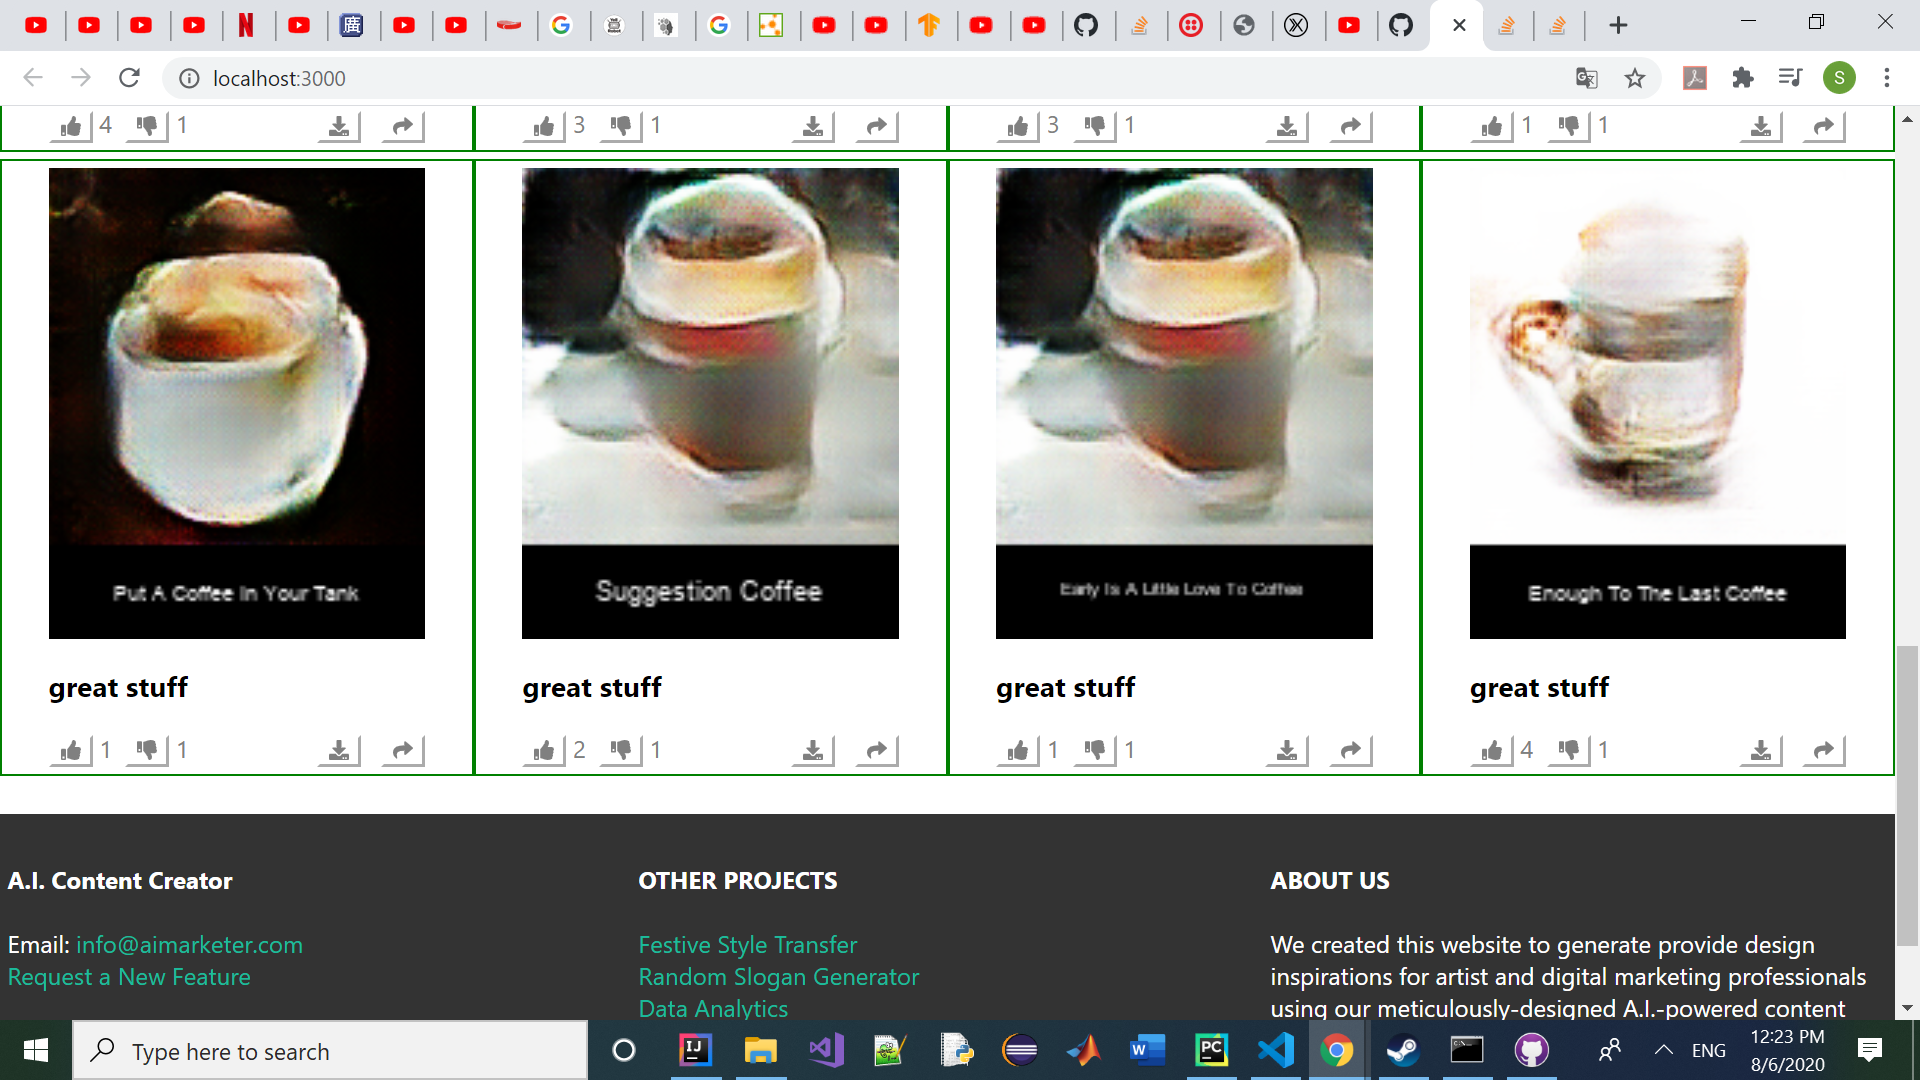 localhost:3000
S
4 1 3 1 3 1 1 1
Put A Coffee In Your Tank
Suggestion Coffee
Early Is A Little Love To Coffee
Enough To The Last Coffee
great stuff great stuff great stuff great stuff
1 1 2 1 1 1 4 1
A.I. Content Creator
Email: info@aimarketer.com
Request a New Feature
OTHER PROJECTS
Festive Style Transfer
Random Slogan Generator
Data Analytics
ABOUT US
We created this website to generate provide design
inspirations for artist and digital marketing professionals
using our meticulously-designed A.I.-powered content
Type here to search
ENG
12:23 PM
8/6/2020